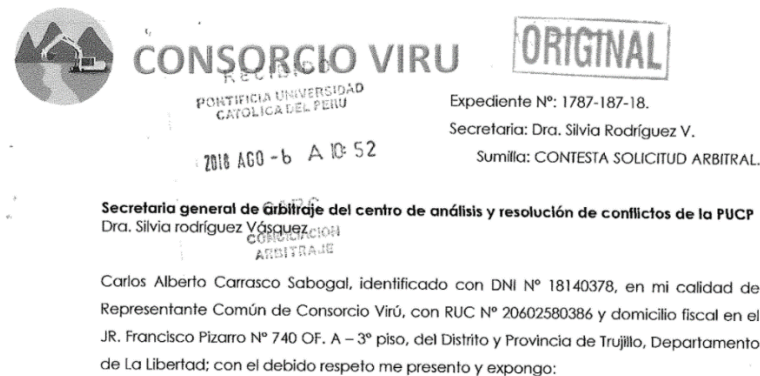 CONSORCIO VIRU
ORIGINAL
RECIBIDO
PONTIFICIA UNIVERSIDAD
CATOLICA DEL PERU
2018 AGO -6 A 10:52
Expediente Nº: 1787-187-18.
Secretaria: Dra. Silvia Rodríguez V.
Sumilla: CONTESTA SOLICITUD ARBITRAL.
Secretaria general de arbitraje del centro de análisis y resolución de conflictos de la PUCP
Dra. Silvia rodríguez Vásquez
CONCILIACION
ARBITRAJE
Carlos Alberto Carrasco Sabogal, identificado con DNI Nº 18140378, en mi calidad de
Representante Común de Consorcio Virú, con RUC Nº 20602580386 y domicilio fiscal en el
JR. Francisco Pizarro Nº 740 OF. A – 3º piso, del Distrito y Provincia de Trujillo, Departamento
de La Libertad; con el debido respeto me presento y expongo: